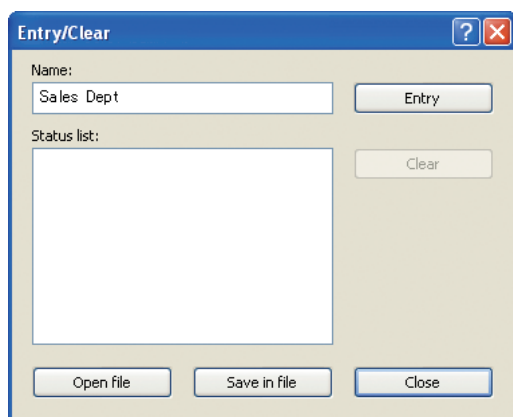 Entry/Clear
Name:
Sales Dept
Entry
Status list:
Clear
Open file
Save in file
Close